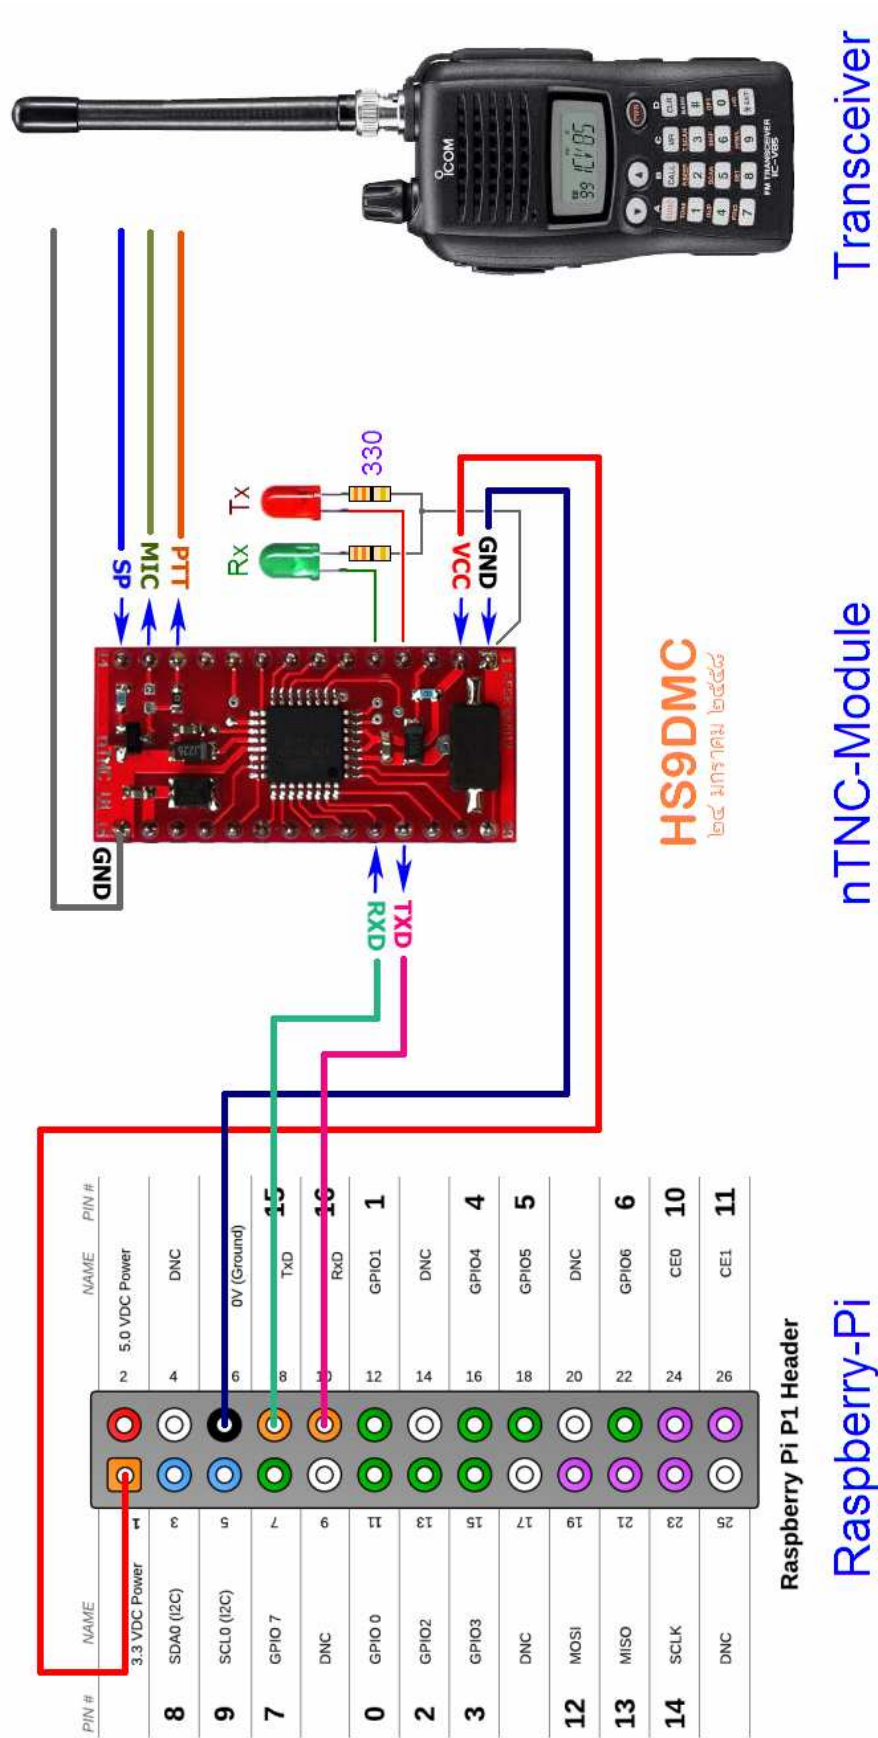 Transceiver
ICOM
FM TRANSCEIVER
IC-V85
SP
MIC
PTT
Rx
Tx
330
VCC
GND
GND
RXD
TXD
HS9DMC
๒๔ มกราคม ๒๕๕๘
nTNC-Module
PIN # NAME NAME PIN #
3.3 VDC Power 1 2 5.0 VDC Power
8 SDA0 (I2C) 3 4 DNC
9 SCL0 (I2C) 5 6 0V (Ground)
7 GPIO 7 7 8 TxD 15
DNC 9 10 RxD 16
0 GPIO 0 11 12 GPIO1 1
2 GPIO2 13 14 DNC
3 GPIO3 15 16 GPIO4 4
DNC 17 18 GPIO5 5
12 MOSI 19 20 DNC
13 MISO 21 22 GPIO6 6
14 SCLK 23 24 CE0 10
DNC 25 26 CE1 11
Raspberry Pi P1 Header
Raspberry-Pi